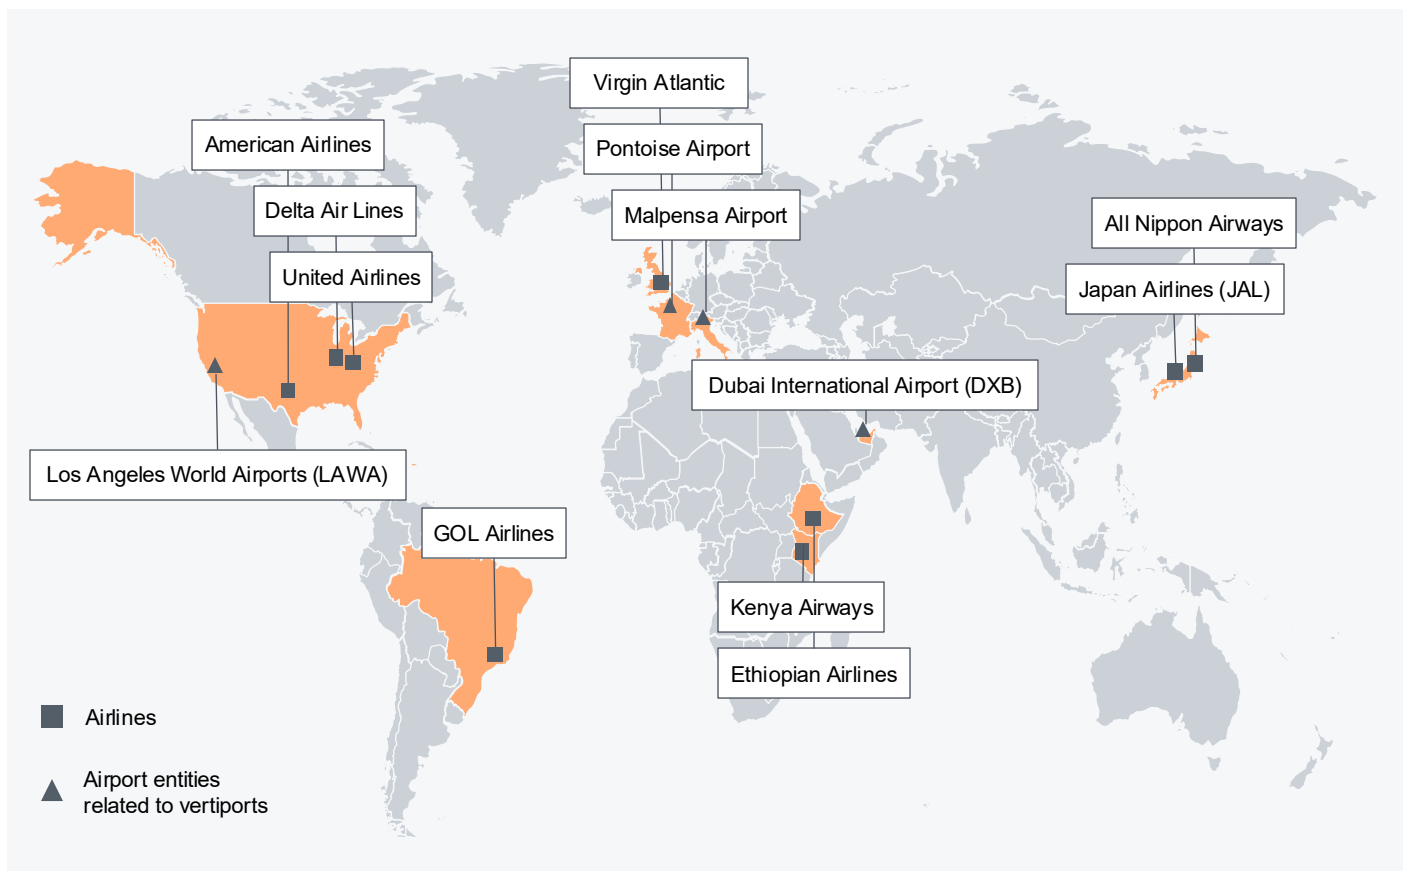 Virgin Atlantic
American Airlines
Pontoise Airport
Delta Air Lines
Malpensa Airport
All Nippon Airways
United Airlines
Japan Airlines (JAL)
Dubai International Airport (DXB)
Los Angeles World Airports (LAWA)
GOL Airlines
Kenya Airways
Ethiopian Airlines
Airlines
Airport entities
related to vertiports